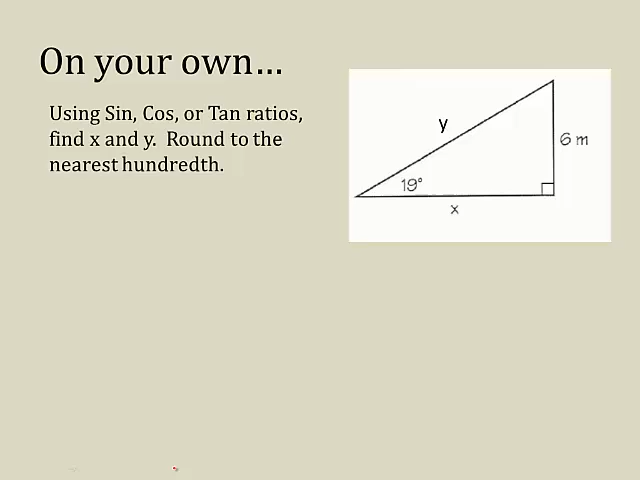 On your own…
Using Sin, Cos, or Tan ratios,
find x and y. Round to the
nearest hundredth.
y
6 m
19°
x